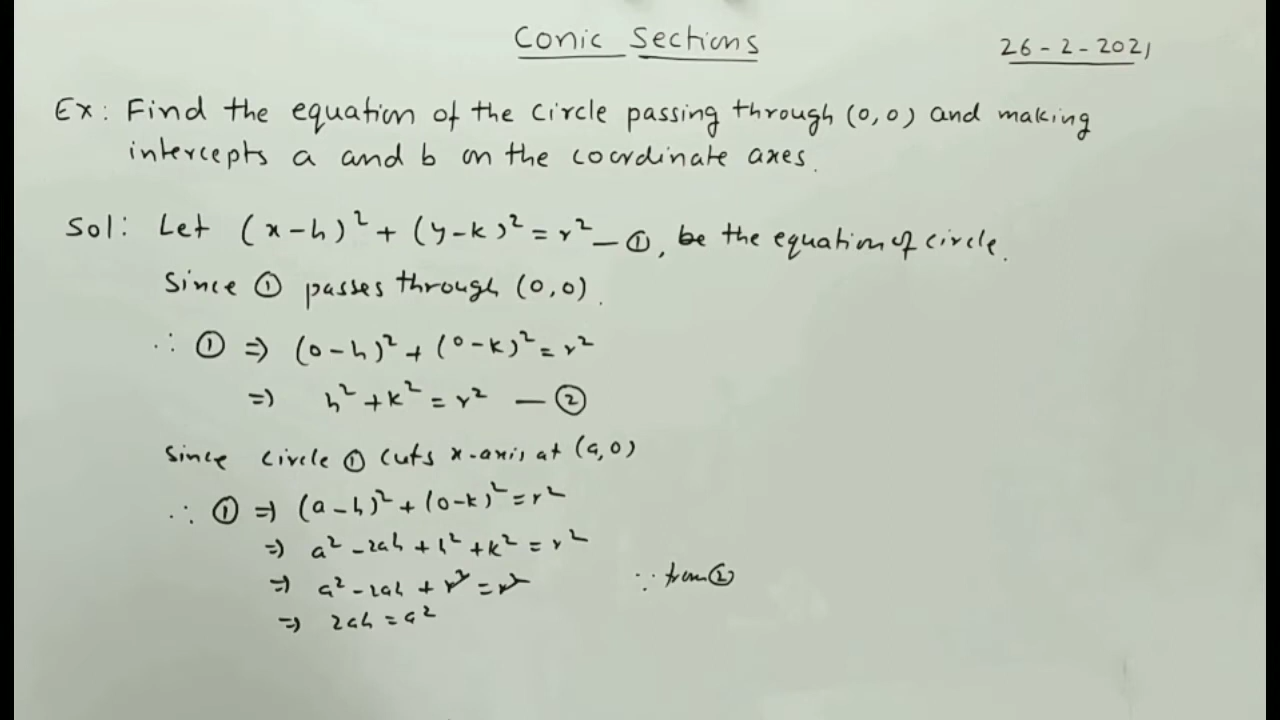 Conic Sections
26-2-2021
Ex: Find the equation of the circle passing through (0,0) and making
intercepts a and b on the coordinate axes.
Sol: Let (x-h)² + (y-k)² = r² — ①, be the equation of circle.
Since ① passes through (0,0).
∴ ① ⇒ (0-h)² + (0-k)² = r²
⇒ h² + k² = r² — ②
Since circle ① cuts x-axis at (a,0)
∴ ① ⇒ (a-h)² + (0-k)² = r²
⇒ a² - 2ah + h² + k² = r²
⇒ a² - 2ah + r² = r² ∵ from ②
⇒ 2ah = a²